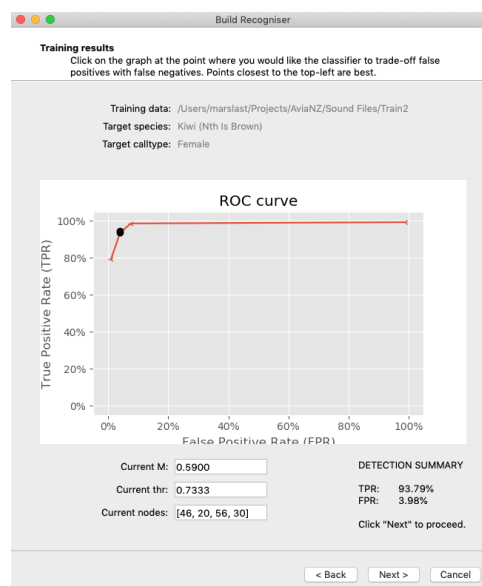 Build Recogniser
Training results
Click on the graph at the point where you would like the classifier to trade-off false
positives with false negatives. Points closest to the top-left are best.
Training data: /Users/marslast/Projects/AviaNZ/Sound Files/Train2
Target species: Kiwi (Nth Is Brown)
Target calltype: Female
ROC curve
100%
80%
60%
40%
20%
0%
True Positive Rate (TPR)
0% 20% 40% 60% 80% 100%
False Positive Rate (FPR)
Current M: 0.5900
Current thr: 0.7333
Current nodes: [46, 20, 56, 30]
DETECTION SUMMARY
TPR: 93.79%
FPR: 3.98%
Click "Next" to proceed.
< Back Next > Cancel